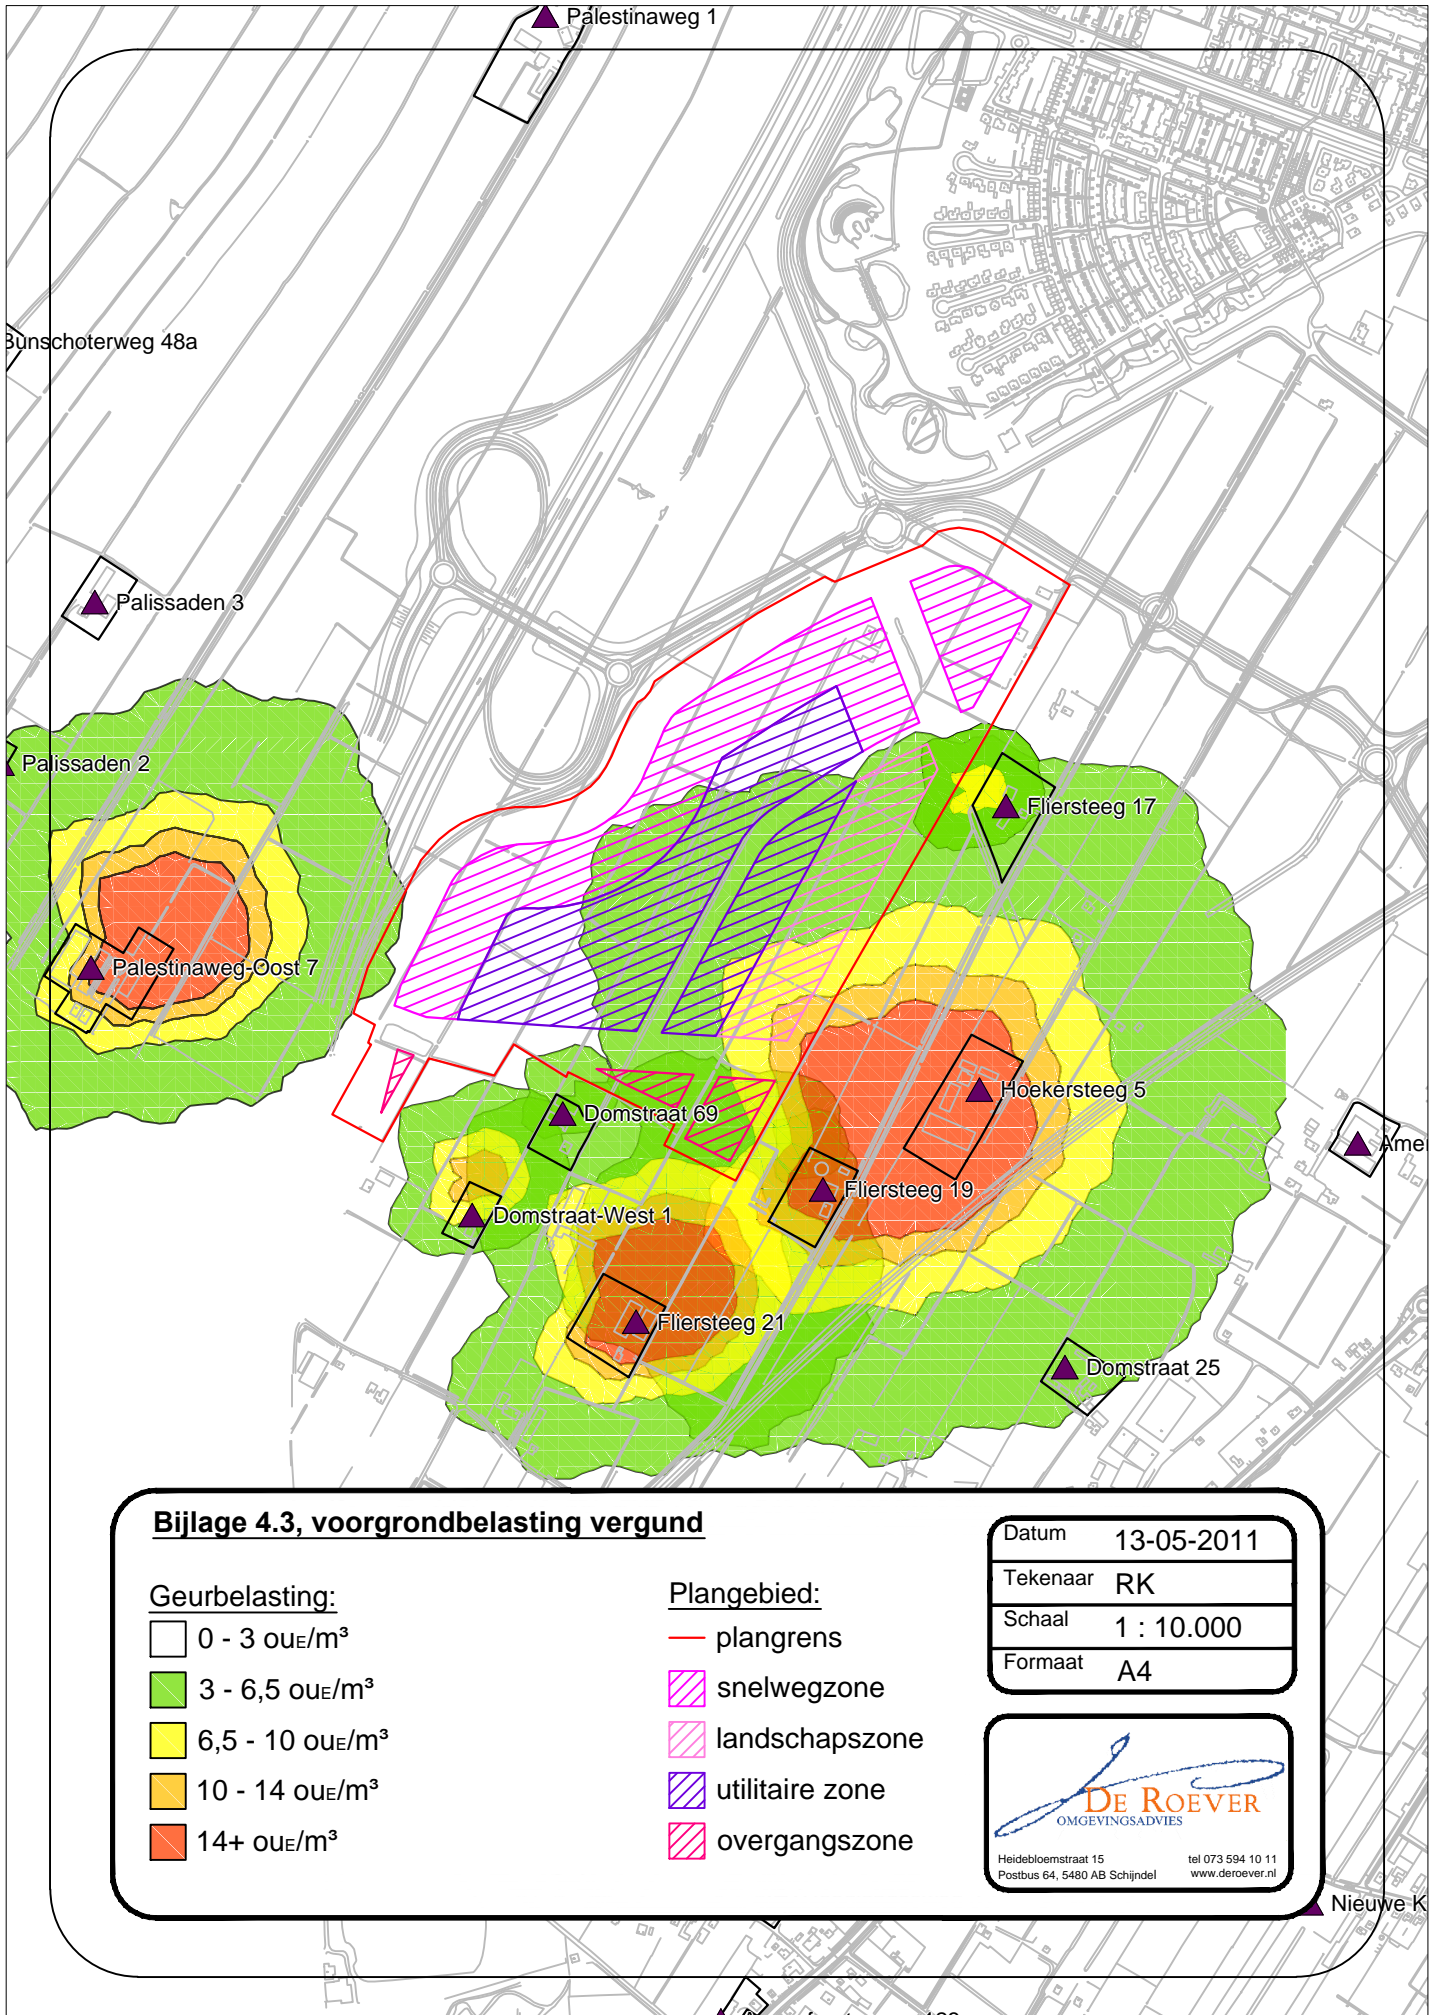 Palestinaweg 1
Bunschoterweg 48a
Palissaden 3
Palissaden 2
Fliersteeg 17
Palestinaweg-Oost 7
Hoekersteeg 5
Domstraat 69
Amer
Fliersteeg 19
Domstraat-West 1
Fliersteeg 21
Domstraat 25
Bijlage 4.3, voorgrondbelasting vergund
Geurbelasting:
0 - 3 ouE/m³
3 - 6,5 ouE/m³
6,5 - 10 ouE/m³
10 - 14 ouE/m³
14+ ouE/m³
Plangebied:
plangrens
snelwegzone
landschapszone
utilitaire zone
overgangszone
Datum 13-05-2011
Tekenaar RK
Schaal 1 : 10.000
Formaat A4
DE ROEVER
OMGEVINGSADVIES
Heidebloemstraat 15 tel 073 594 10 11
Postbus 64, 5480 AB Schijndel www.deroever.nl
Nieuwe K